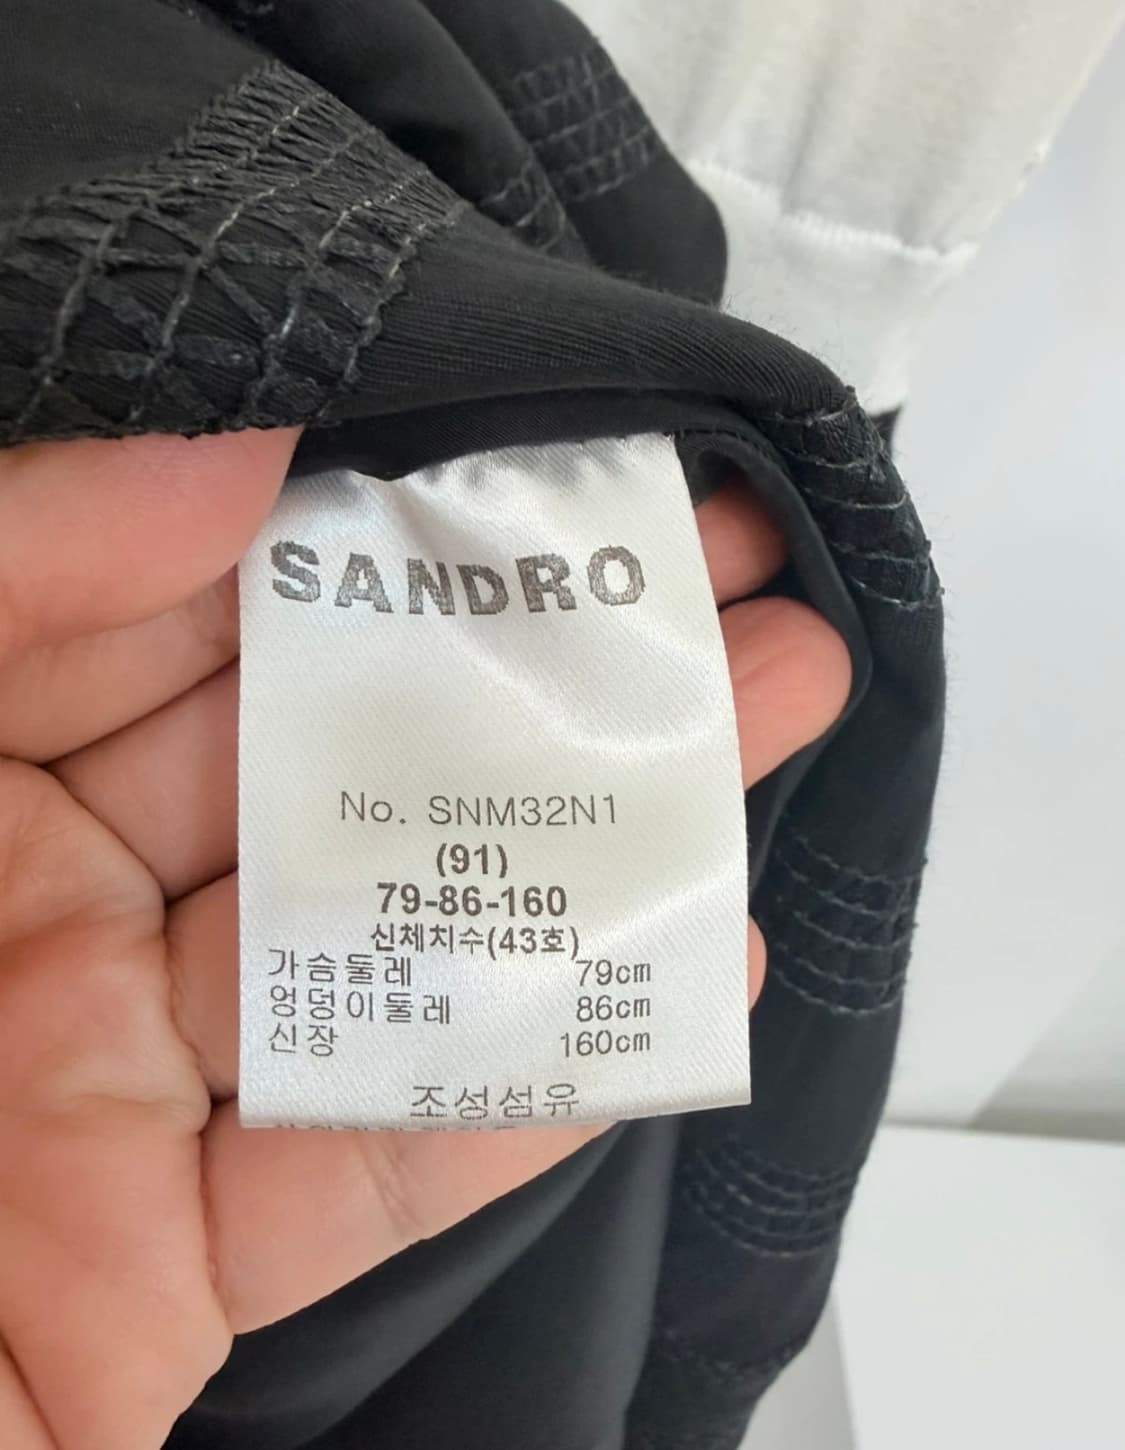 SANDRO
No. SNM32N1
(91)
79-86-160
신체치수(43호)
가슴둘레 79cm
엉덩이둘레 86cm
신장 160cm
조성섬유